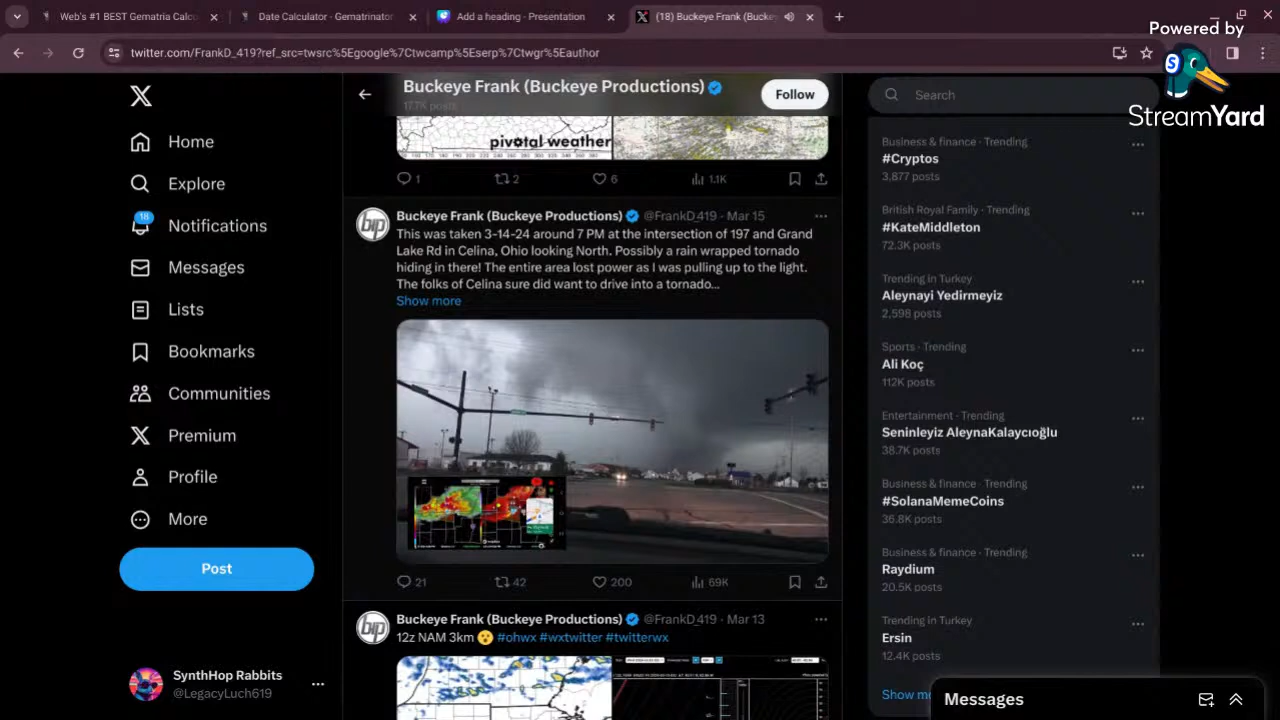 Web's #1 BEST Gematria Calcu
Date Calculator - Gematrinator
Add a heading - Presentation
(18) Buckeye Frank (Bucke
twitter.com/FrankD_419?ref_src=twsrc%5Egoogle%7Ctwcamp%5Eserp%7Ctwgr%5Eauthor
Powered by
StreamYard
Home
Explore
18
Notifications
Messages
Lists
Bookmarks
Communities
Premium
Profile
More
Post
SynthHop Rabbits
@LegacyLuch619
Buckeye Frank (Buckeye Productions)
17.7K posts
Follow
pivotal weather
1 2 6 1.1K
Buckeye Frank (Buckeye Productions) @FrankD_419 · Mar 15
This was taken 3-14-24 around 7 PM at the intersection of 197 and Grand
Lake Rd in Celina, Ohio looking North. Possibly a rain wrapped tornado
hiding in there! The entire area lost power as I was pulling up to the light.
The folks of Celina sure did want to drive into a tornado...
Show more
bip
21 42 200 69K
Buckeye Frank (Buckeye Productions) @FrankD_419 · Mar 13
12z NAM 3km 😮 #ohwx #wxtwitter #twitterwx
bip
Search
Business & finance · Trending
#Cryptos
3,877 posts
British Royal Family · Trending
#KateMiddleton
72.3K posts
Trending in Turkey
Aleynayi Yedirmeyiz
2,598 posts
Sports · Trending
Ali Koç
112K posts
Entertainment · Trending
Seninleyiz AleynaKalaycıoğlu
38.7K posts
Business & finance · Trending
#SolanaMemeCoins
36.8K posts
Business & finance · Trending
Raydium
20.5K posts
Trending in Turkey
Ersin
12.4K posts
Show m
Messages